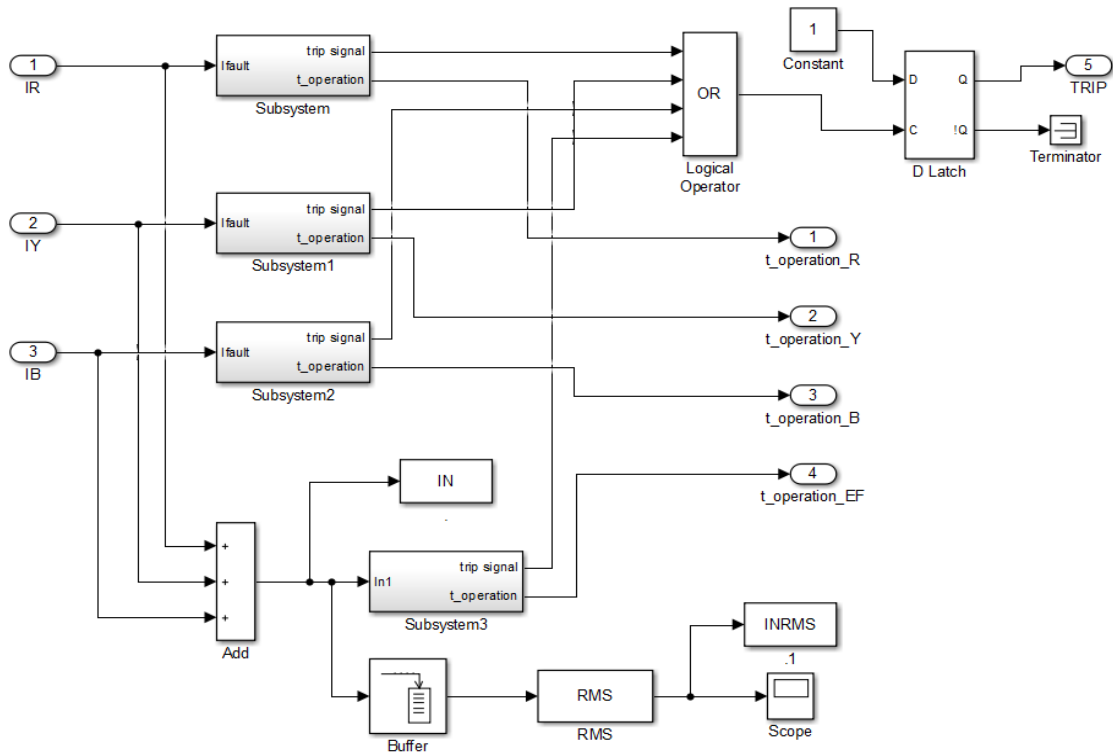 1
IR
Ifault
trip signal
t_operation
Subsystem
OR
Logical
Operator
1
Constant
D
C
Q
!Q
D Latch
5
TRIP
Terminator
2
IY
Ifault
trip signal
t_operation
Subsystem1
1
t_operation_R
2
t_operation_Y
3
IB
Ifault
trip signal
t_operation
Subsystem2
3
t_operation_B
IN
.
4
t_operation_EF
+
+
+
Add
In1
trip signal
t_operation
Subsystem3
INRMS
.1
Buffer
RMS
RMS
Scope